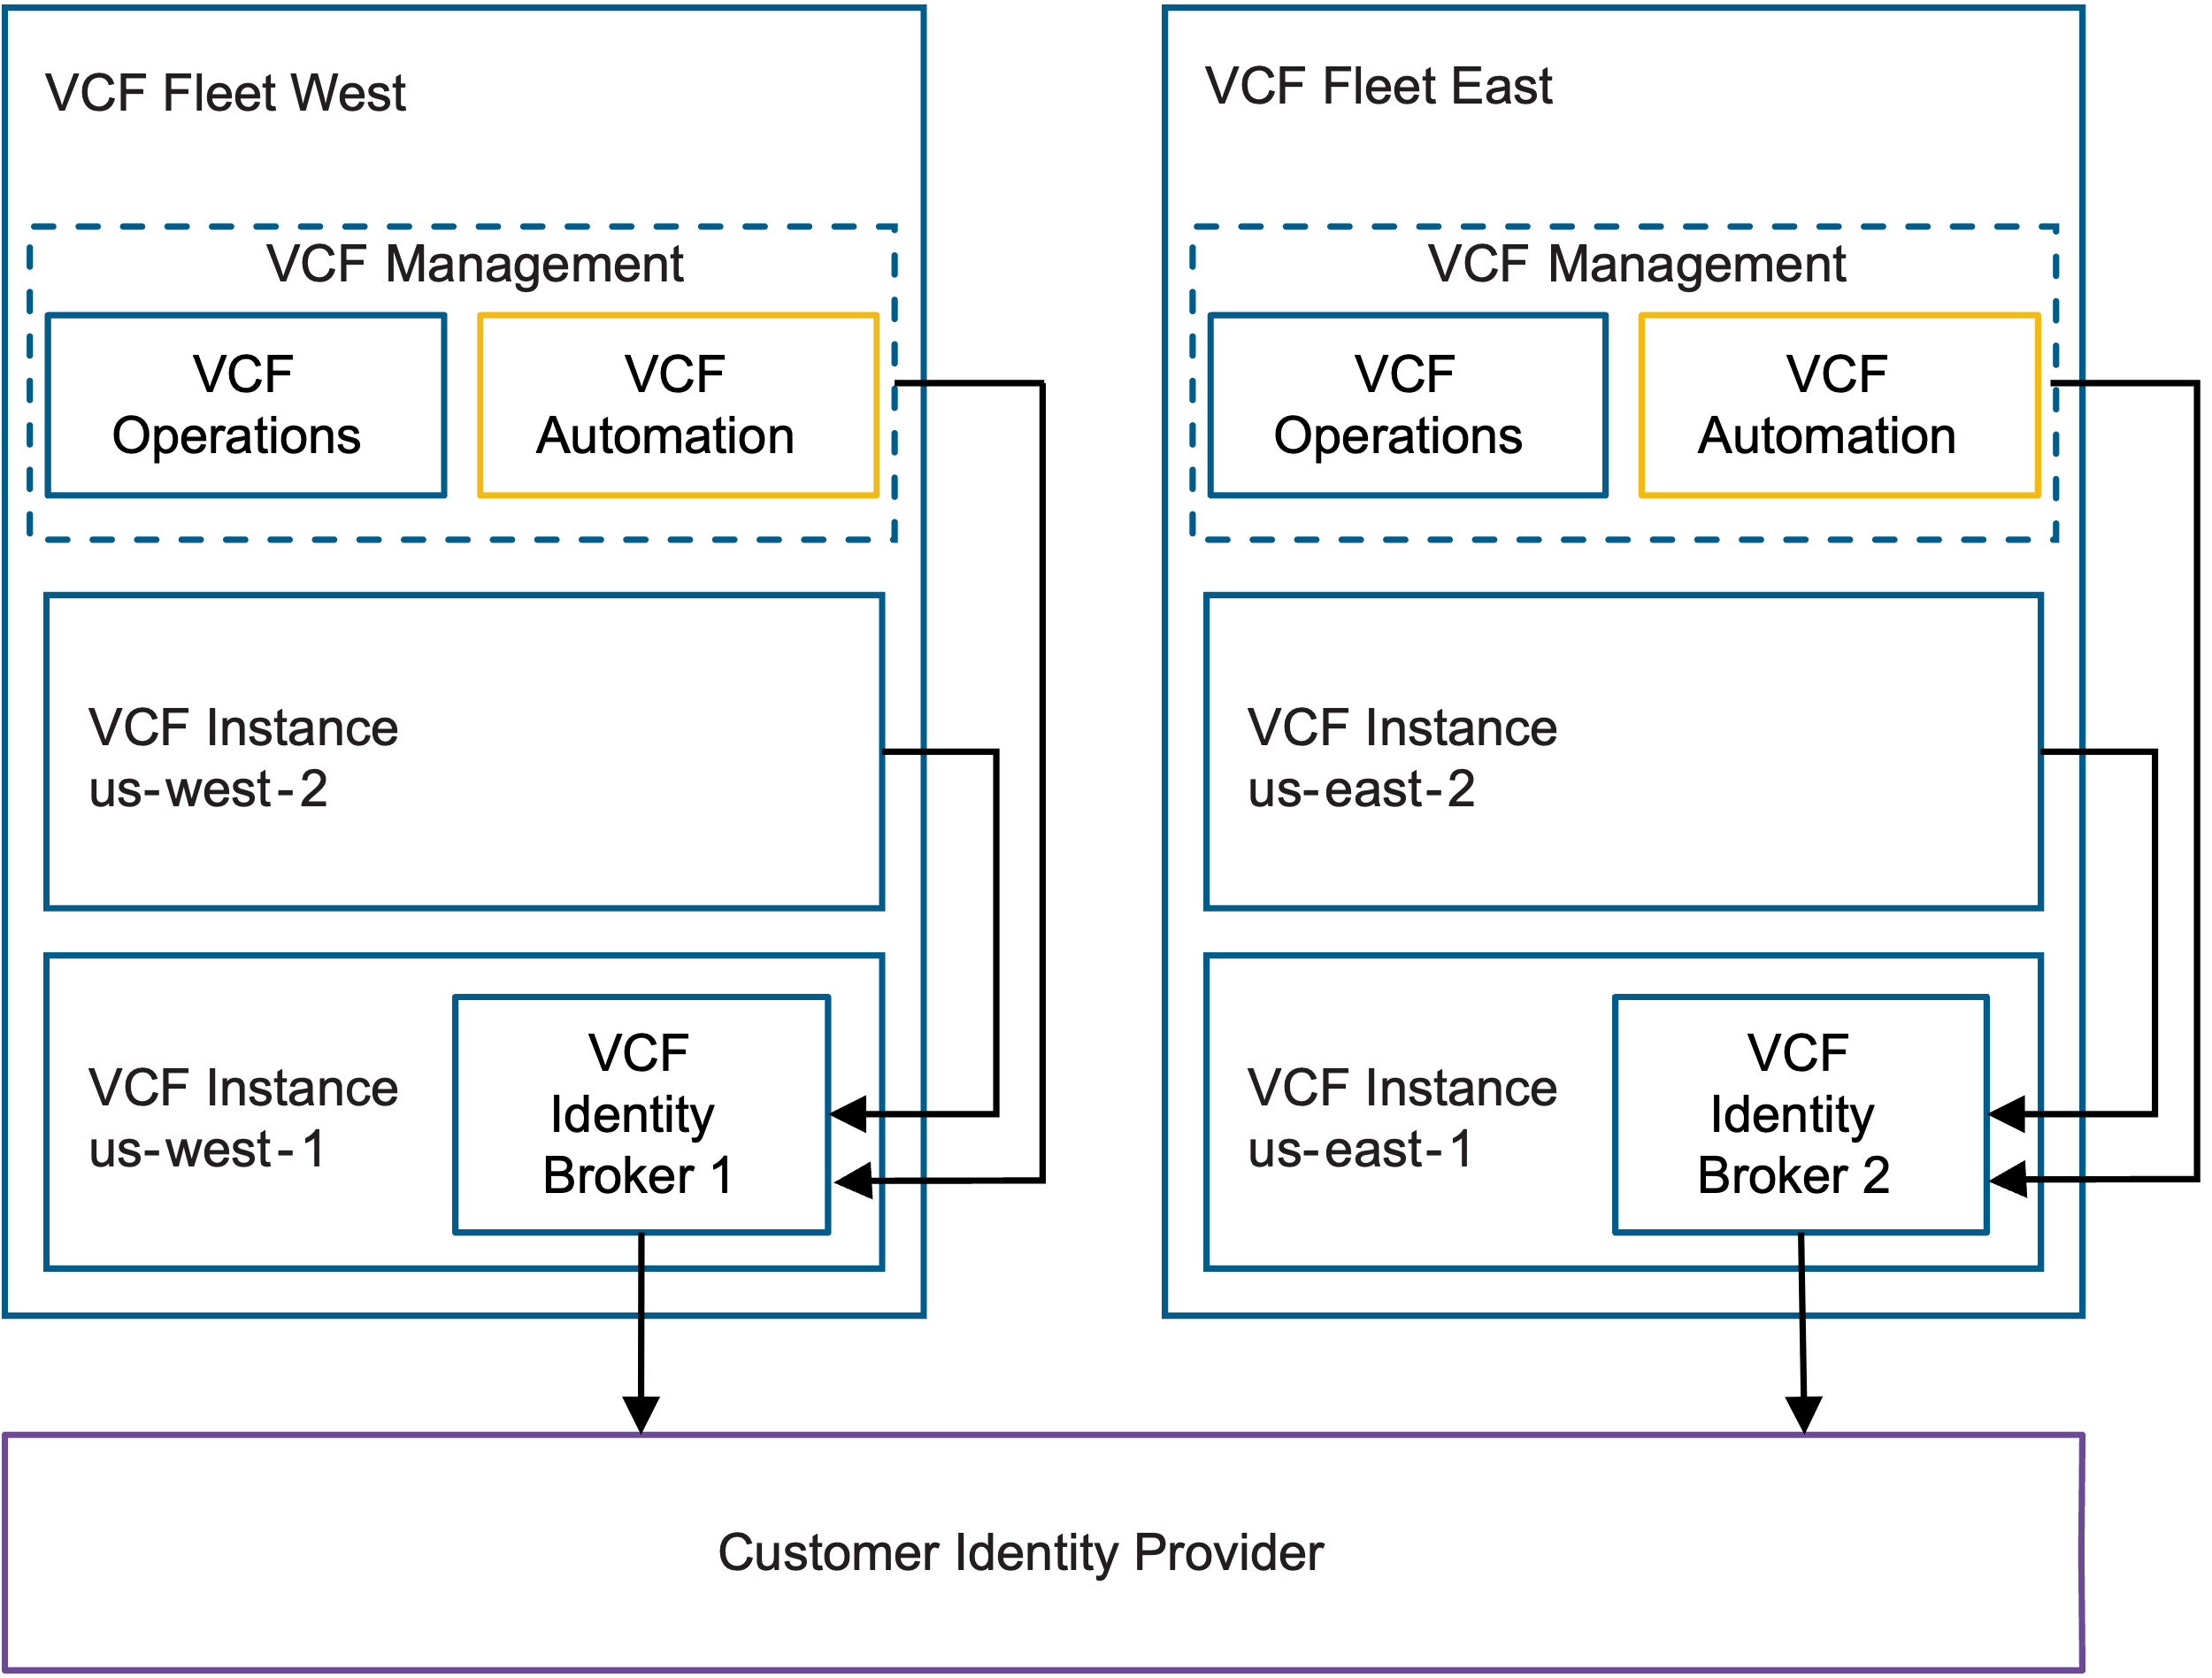 VCF Fleet West
VCF Management
VCF
Operations
VCF
Automation
VCF Instance
us-west-2
VCF Instance
us-west-1
VCF
Identity
Broker 1
VCF Fleet East
VCF Management
VCF
Operations
VCF
Automation
VCF Instance
us-east-2
VCF Instance
us-east-1
VCF
Identity
Broker 2
Customer Identity Provider